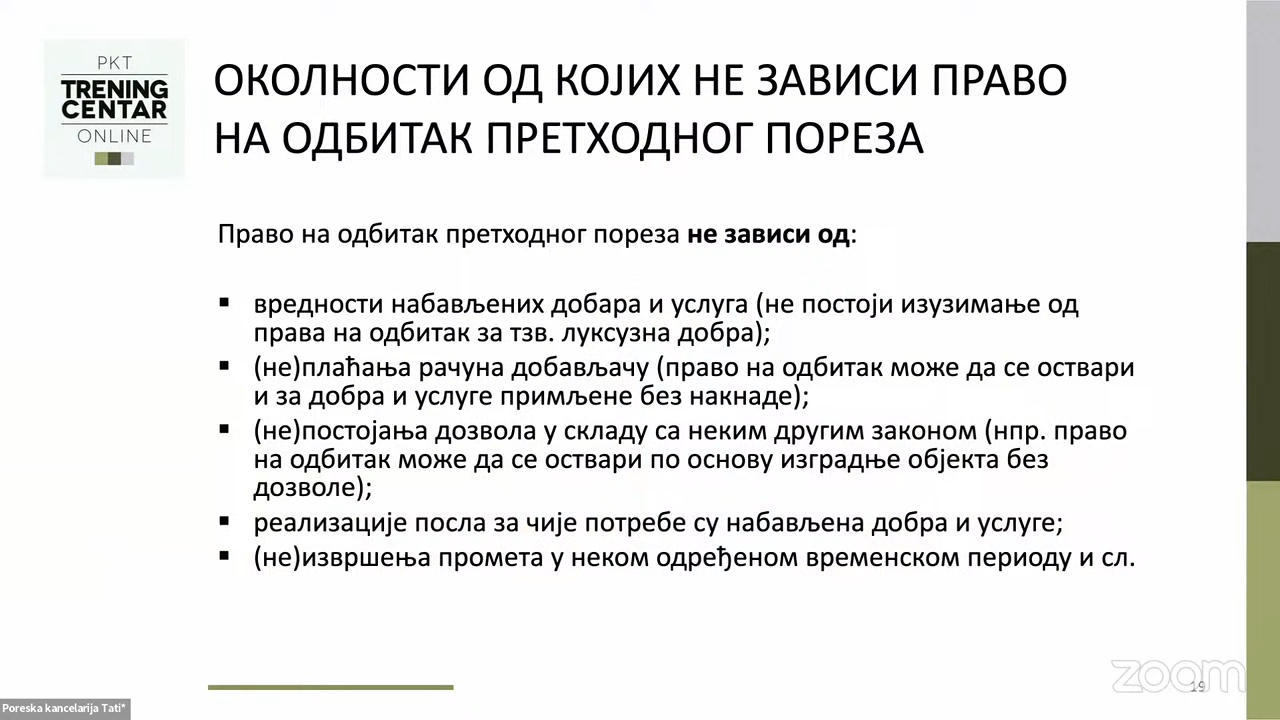 PKT
TRENING
CENTAR
ONLINE
ОКОЛНОСТИ ОД КОЈИХ НЕ ЗАВИСИ ПРАВО
НА ОДБИТАК ПРЕТХОДНОГ ПОРЕЗА
Право на одбитак претходног пореза не зависи од:
▪ вредности набављених добара и услуга (не постоји изузимање од
права на одбитак за тзв. луксузна добра);
▪ (не)плаћања рачуна добављачу (право на одбитак може да се оствари
и за добра и услуге примљене без накнаде);
▪ (не)постојања дозвола у складу са неким другим законом (нпр. право
на одбитак може да се оствари по основу изградње објекта без
дозволе);
▪ реализације посла за чије потребе су набављена добра и услуге;
▪ (не)извршења промета у неком одређеном временском периоду и сл.
zoom
19
Poreska kancelarija Tati*